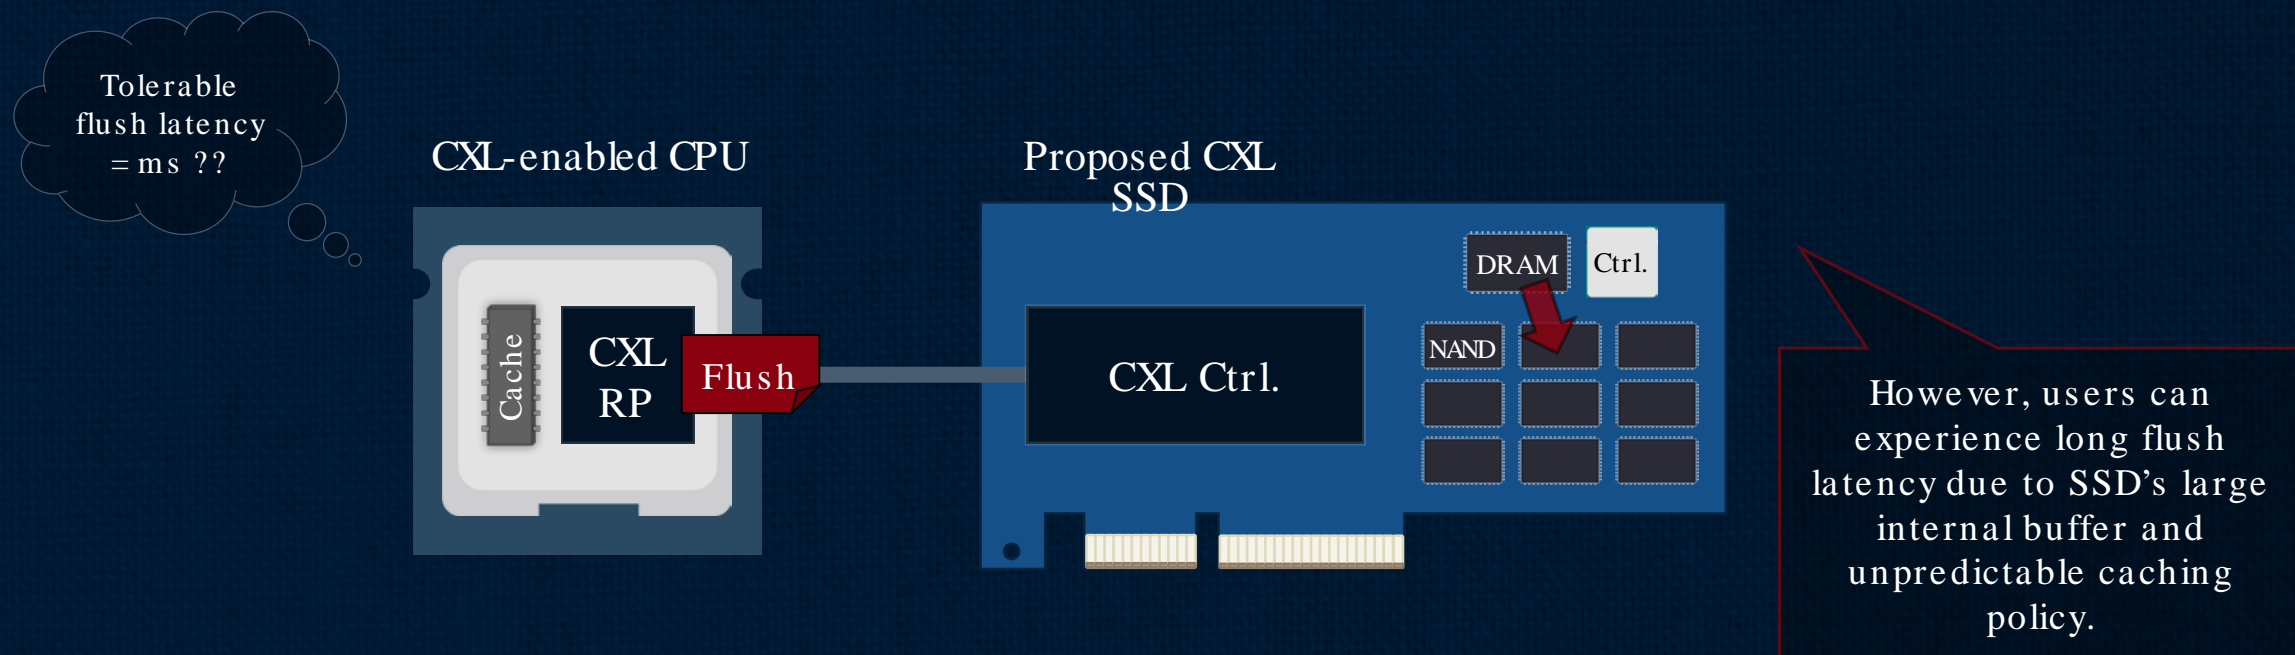 Tolerable
flush latency
= ms ??
CXL-enabled CPU
Proposed CXL
SSD
Cache
CXL
RP
Flush
CXL Ctrl.
DRAM
Ctrl.
NAND
However, users can
experience long flush
latency due to SSD’s large
internal buffer and
unpredictable caching
policy.